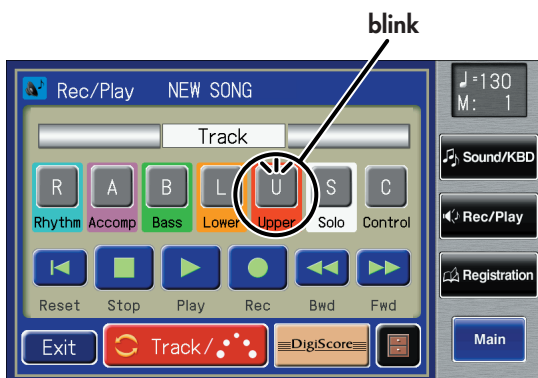 blink
Rec/Play NEW SONG
♩=130
M: 1
Track
R A B L U S C
Rhythm Accomp Bass Lower Upper Solo Control
Reset Stop Play Rec Bwd Fwd
Exit Track/ DigiScore
Sound/KBD
Rec/Play
Registration
Main